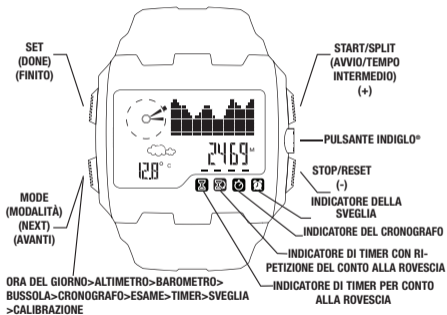 SET
(DONE)
(FINITO)
MODE
(MODALITÀ)
(NEXT)
(AVANTI)
START/SPLIT
(AVVIO/TEMPO
INTERMEDIO)
(+)
PULSANTE INDIGLO®
STOP/RESET
(-)
INDICATORE DELLA
SVEGLIA
INDICATORE DEL CRONOGRAFO
INDICATORE DI TIMER CON RI-
PETIZIONE DEL CONTO ALLA ROVESCIA
INDICATORE DI TIMER PER CONTO
ALLA ROVESCIA
2469 M
12.8° C
ORA DEL GIORNO>ALTIMETRO>BAROMETRO>
BUSSOLA>CRONOGRAFO>ESAME>TIMER>SVEGLIA
>CALIBRAZIONE